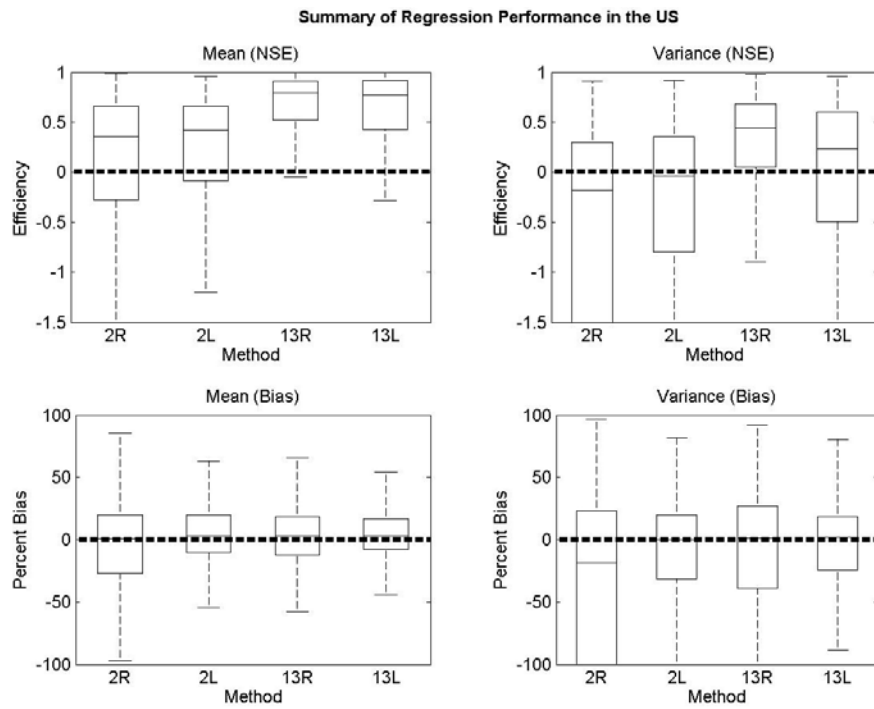 Summary of Regression Performance in the US
Mean (NSE)
Efficiency
1
0.5
0
-0.5
-1
-1.5
2R 2L 13R 13L
Method
Variance (NSE)
Efficiency
1
0.5
0
-0.5
-1
-1.5
2R 2L 13R 13L
Method
Mean (Bias)
Percent Bias
100
50
0
-50
-100
2R 2L 13R 13L
Method
Variance (Bias)
Percent Bias
100
50
0
-50
-100
2R 2L 13R 13L
Method